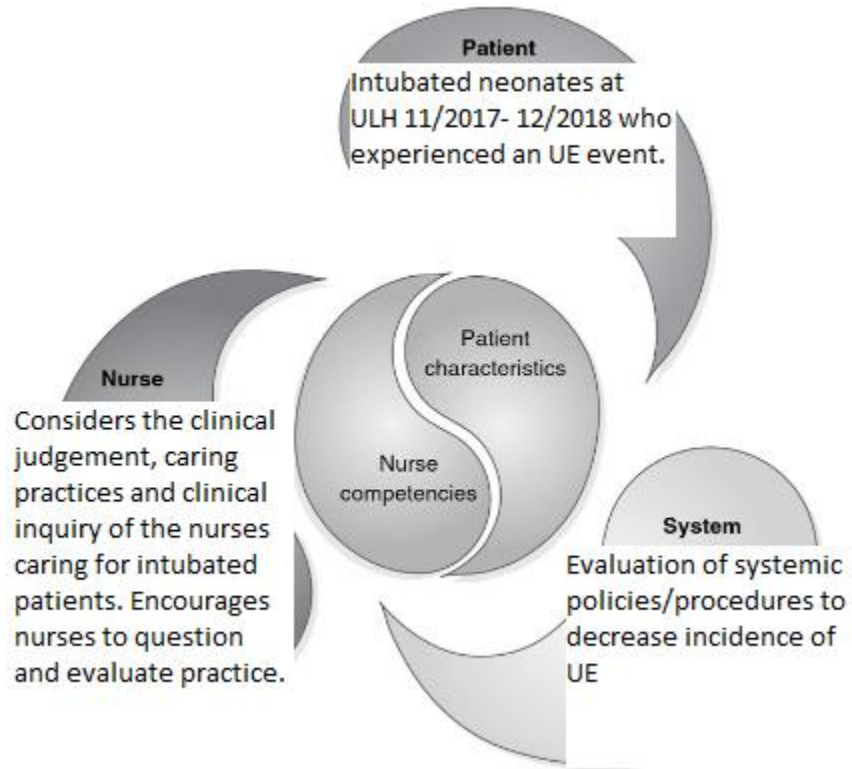 Patient
Intubated neonates at
ULH 11/2017- 12/2018 who
experienced an UE event.
Patient
characteristics
Nurse
competencies
Nurse
Considers the clinical
judgement, caring
practices and clinical
inquiry of the nurses
caring for intubated
patients. Encourages
nurses to question
and evaluate practice.
System
Evaluation of systemic
policies/procedures to
decrease incidence of
UE